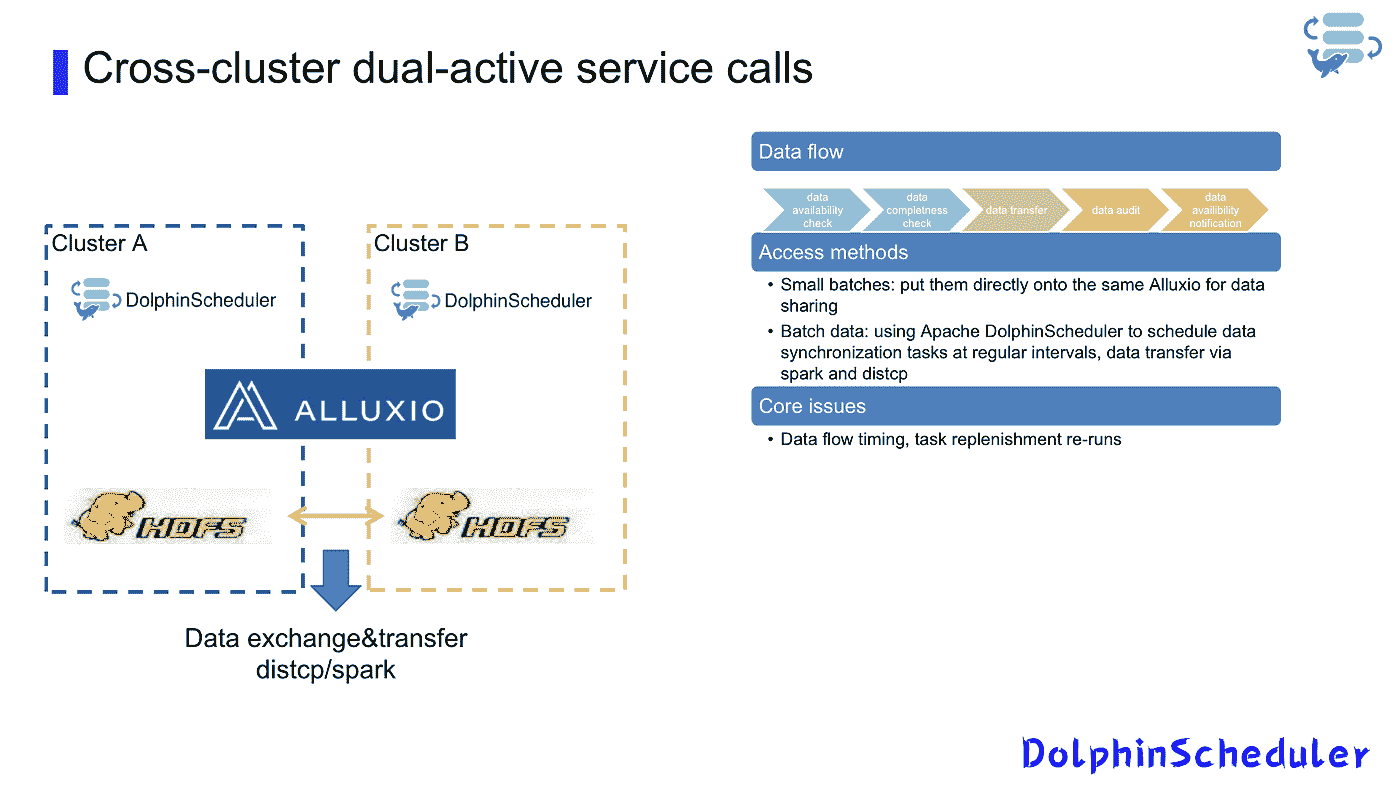 Cross-cluster dual-active service calls
Cluster A
DolphinScheduler
Cluster B
DolphinScheduler
ALLUXIO
HDFS
HDFS
Data exchange&transfer
distcp/spark
Data flow
data
availability
check
data
completness
check
data transfer
data audit
data
availibility
notification
Access methods
• Small batches: put them directly onto the same Alluxio for data
sharing
• Batch data: using Apache DolphinScheduler to schedule data
synchronization tasks at regular intervals, data transfer via
spark and distcp
Core issues
• Data flow timing, task replenishment re-runs
DolphinScheduler